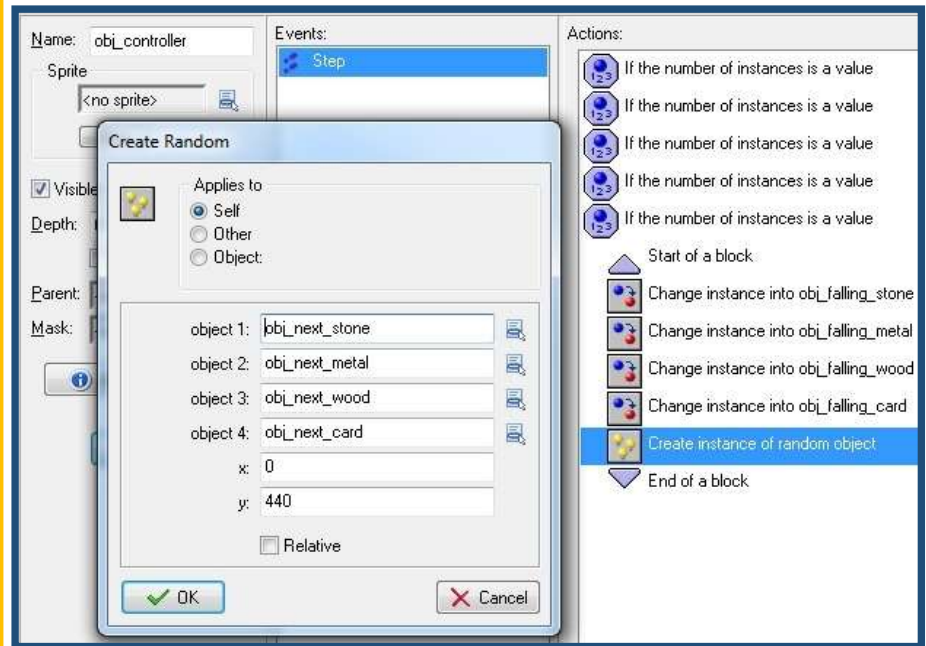 Name: obj_controller
Sprite
<no sprite>
Visible
Depth:
Parent:
Mask:
Events:
Step
Create Random
Applies to
Self
Other
Object:
object 1: obj_next_stone
object 2: obj_next_metal
object 3: obj_next_wood
object 4: obj_next_card
x: 0
y: 440
Relative
OK
Cancel
Actions:
If the number of instances is a value
If the number of instances is a value
If the number of instances is a value
If the number of instances is a value
If the number of instances is a value
Start of a block
Change instance into obj_falling_stone
Change instance into obj_falling_metal
Change instance into obj_falling_wood
Change instance into obj_falling_card
Create instance of random object
End of a block